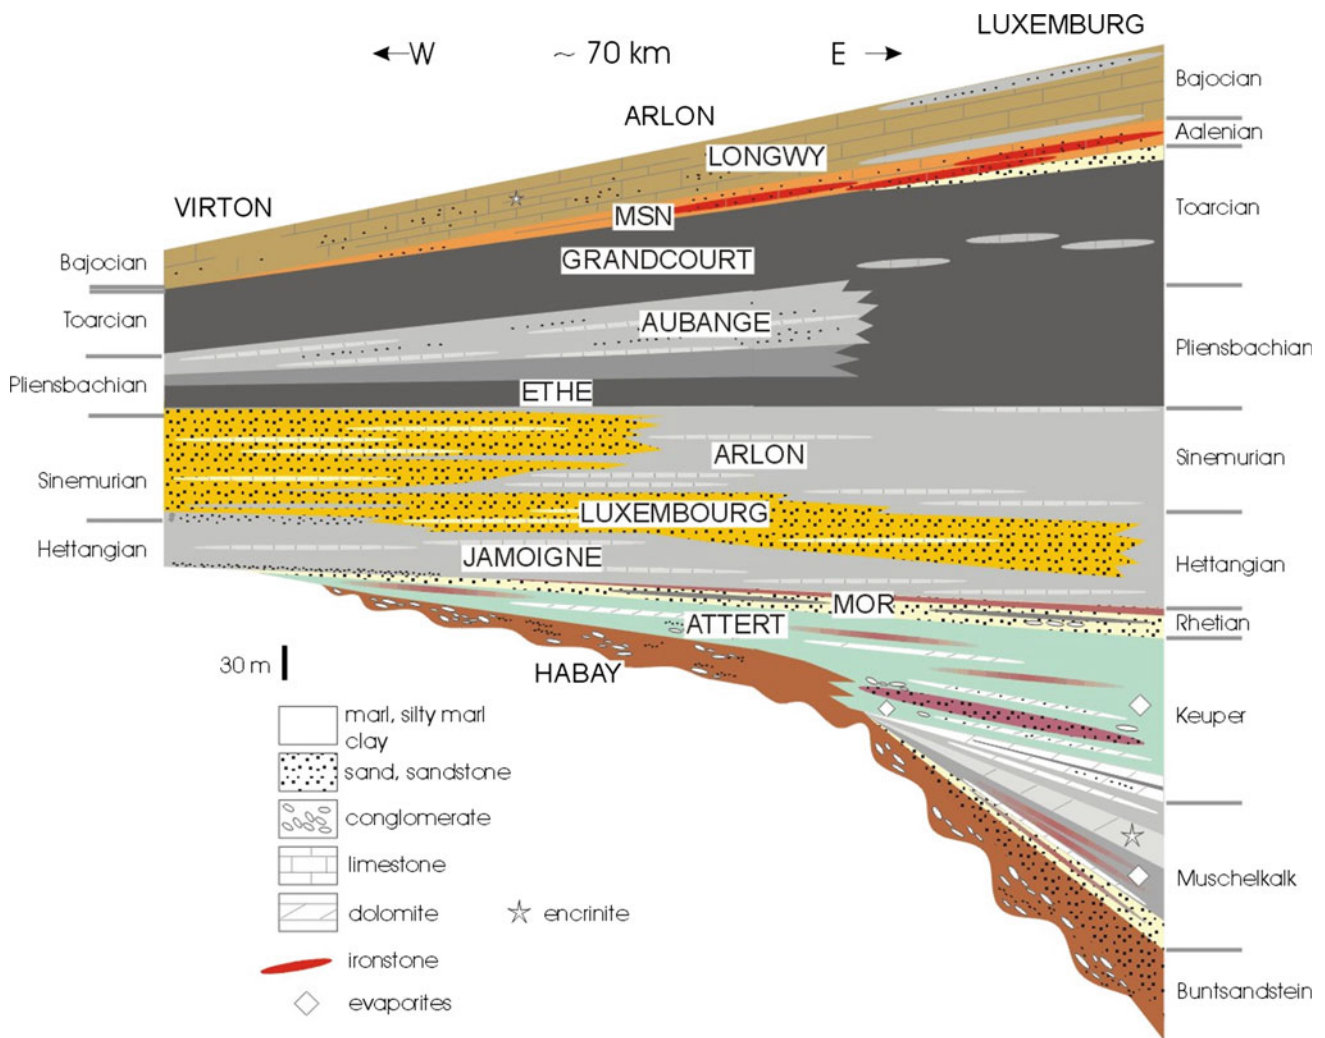 LUXEMBURG
W ~ 70 km E
ARLON
VIRTON
LONGWY
MSN
GRANDCOURT
AUBANGE
ETHE
ARLON
LUXEMBOURG
JAMOIGNE
MOR
ATTERT
HABAY
Bajocian
Toarcian
Pliensbachian
Sinemurian
Hettangian
Bajocian
Aalenian
Toarcian
Pliensbachian
Sinemurian
Hettangian
Rhetian
Keuper
Muschelkalk
Buntsandstein
30 m
marl, silty marl
clay
sand, sandstone
conglomerate
limestone
dolomite
encrinite
ironstone
evaporites